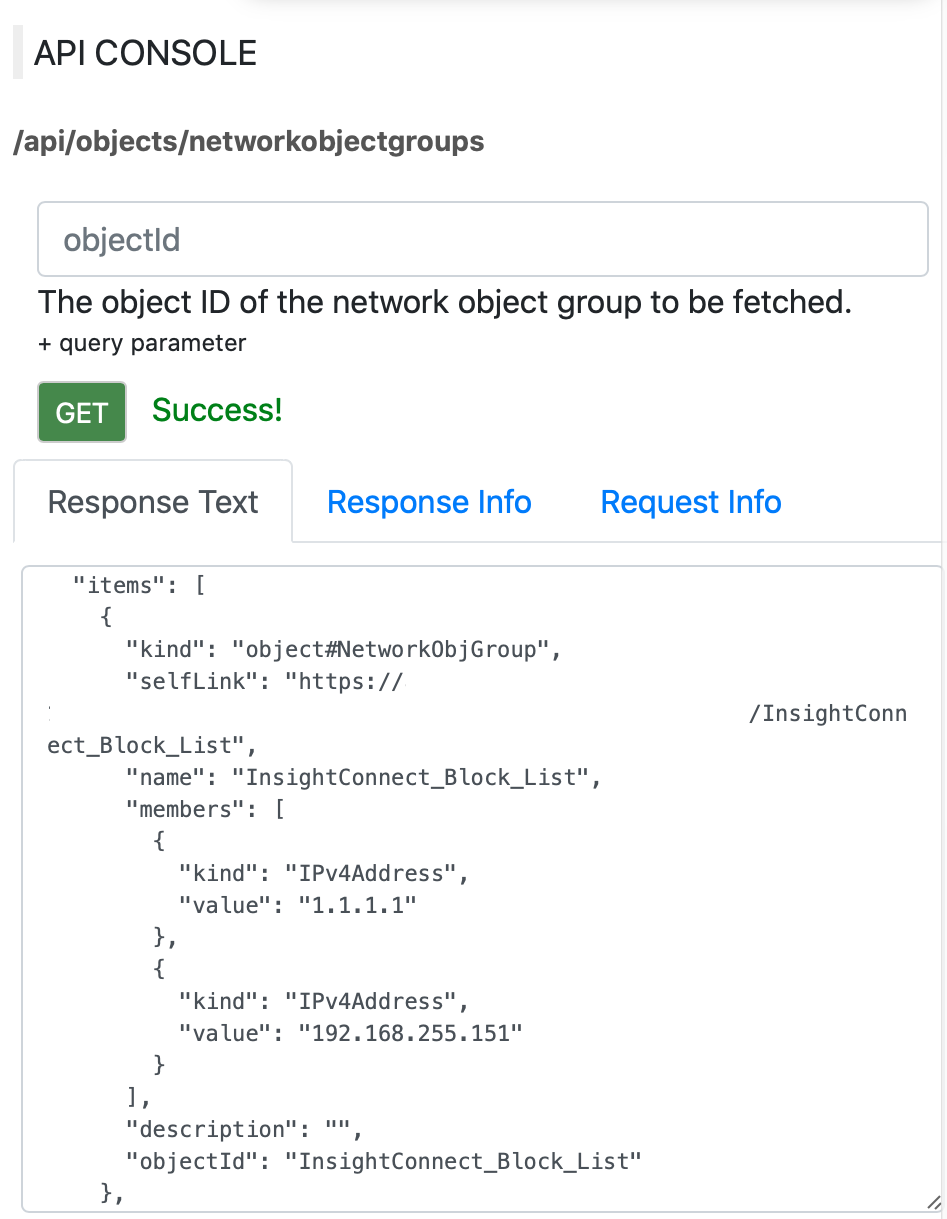 API CONSOLE
/api/objects/networkobjectgroups
objectId
The object ID of the network object group to be fetched.
+ query parameter
GET Success!
Response Text Response Info Request Info
"items": [
{
"kind": "object#NetworkObjGroup",
"selfLink": "https://
/InsightConn
ect_Block_List",
"name": "InsightConnect_Block_List",
"members": [
{
"kind": "IPv4Address",
"value": "1.1.1.1"
},
{
"kind": "IPv4Address",
"value": "192.168.255.151"
}
],
"description": "",
"objectId": "InsightConnect_Block_List"
},